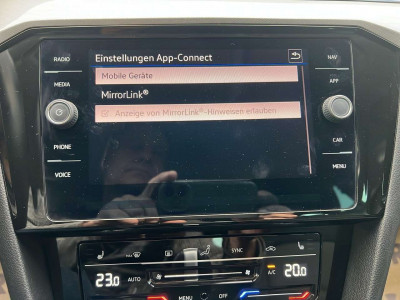 RADIO
MEDIA
PHONE
VOICE
Einstellungen App-Connect
Mobile Geräte
MirrorLink®
Anzeige von MirrorLink®-Hinweisen erlauben
NAV
APP
CAR
MENU
SYNC
23.0 AUTO
A/C 20.0
MENU